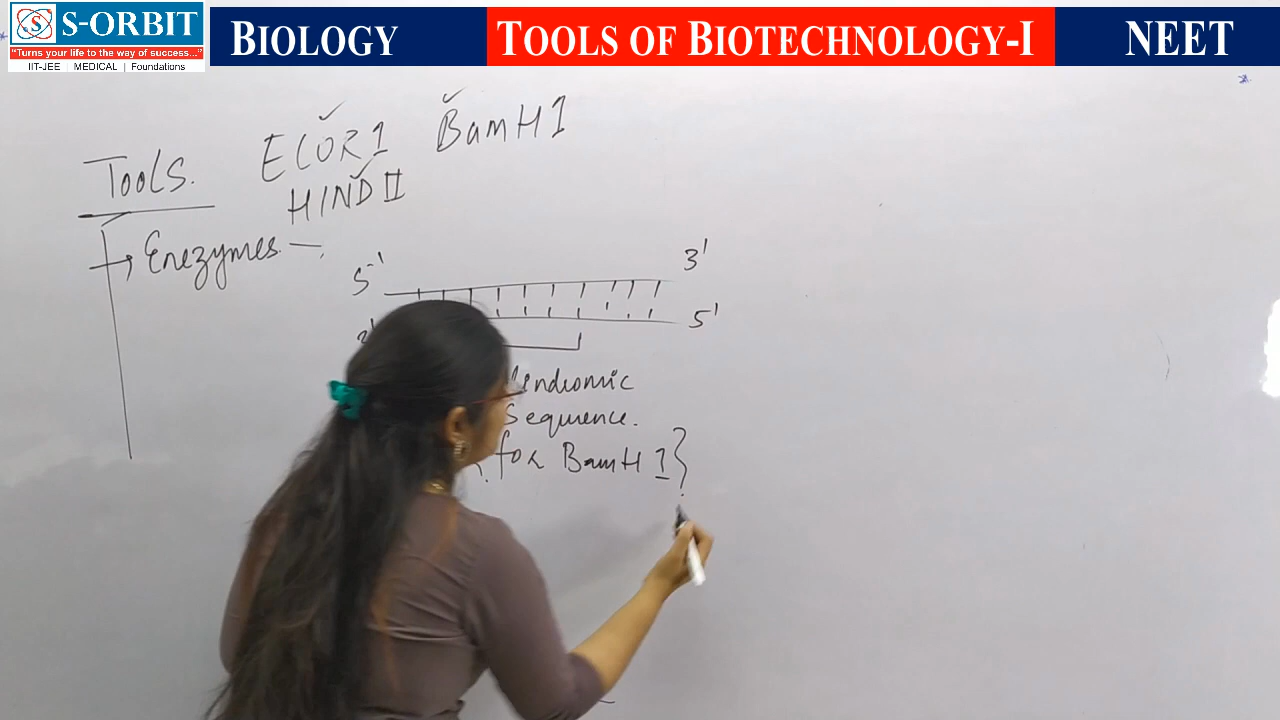 S-ORBIT
"Turns your life to the way of success..."
IIT-JEE | MEDICAL | Foundations
BIOLOGY
TOOLS OF BIOTECHNOLOGY-I
NEET
TOOLS.
ECOR1 BamHI
HIND II
Enezymes
5' 3'
5'
lendromic
Sequence.
for BamH I}